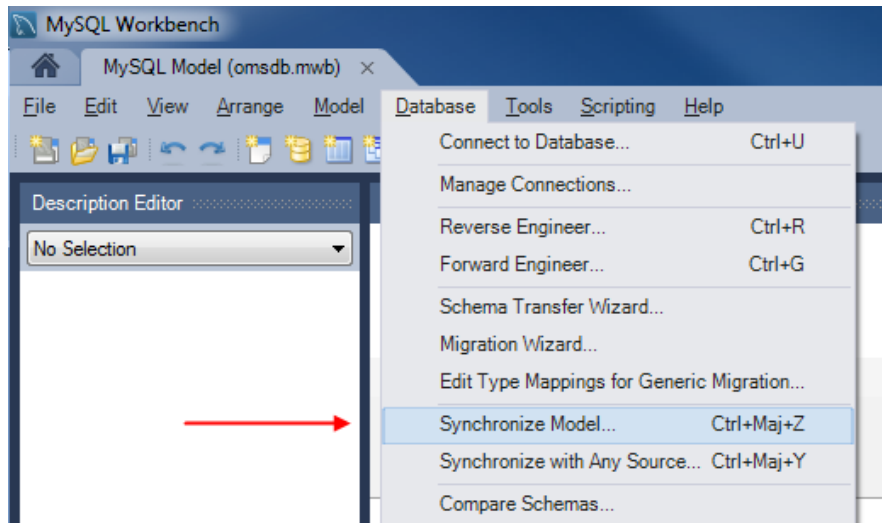 MySQL Workbench
MySQL Model (omsdb.mwb) ×
File Edit View Arrange Model Database Tools Scripting Help
Connect to Database... Ctrl+U
Manage Connections...
Description Editor
Reverse Engineer... Ctrl+R
No Selection
Forward Engineer... Ctrl+G
Schema Transfer Wizard...
Migration Wizard...
Edit Type Mappings for Generic Migration...
Synchronize Model... Ctrl+Maj+Z
Synchronize with Any Source... Ctrl+Maj+Y
Compare Schemas...